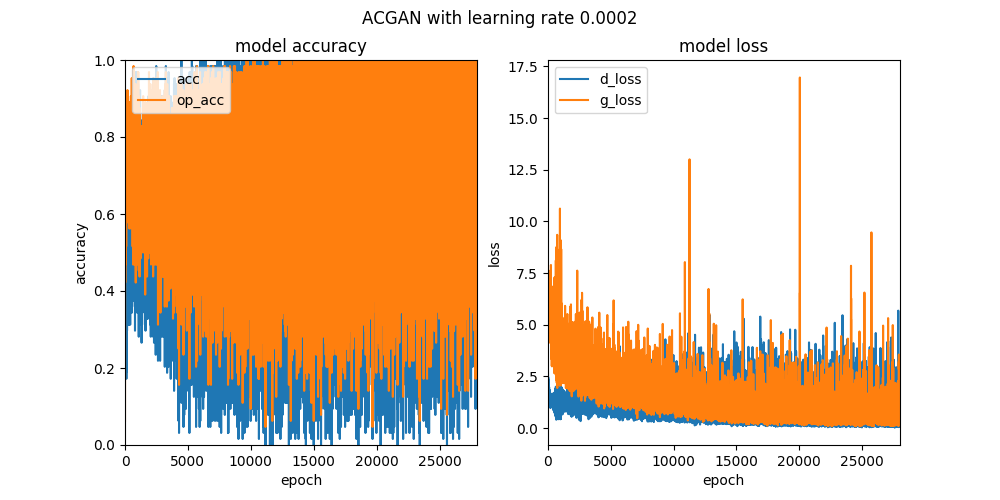 ACGAN with learning rate 0.0002
model accuracy
acc
op_acc
accuracy
1.0
0.8
0.6
0.4
0.2
0.0
0 5000 10000 15000 20000 25000
epoch
model loss
d_loss
g_loss
loss
17.5
15.0
12.5
10.0
7.5
5.0
2.5
0.0
0 5000 10000 15000 20000 25000
epoch